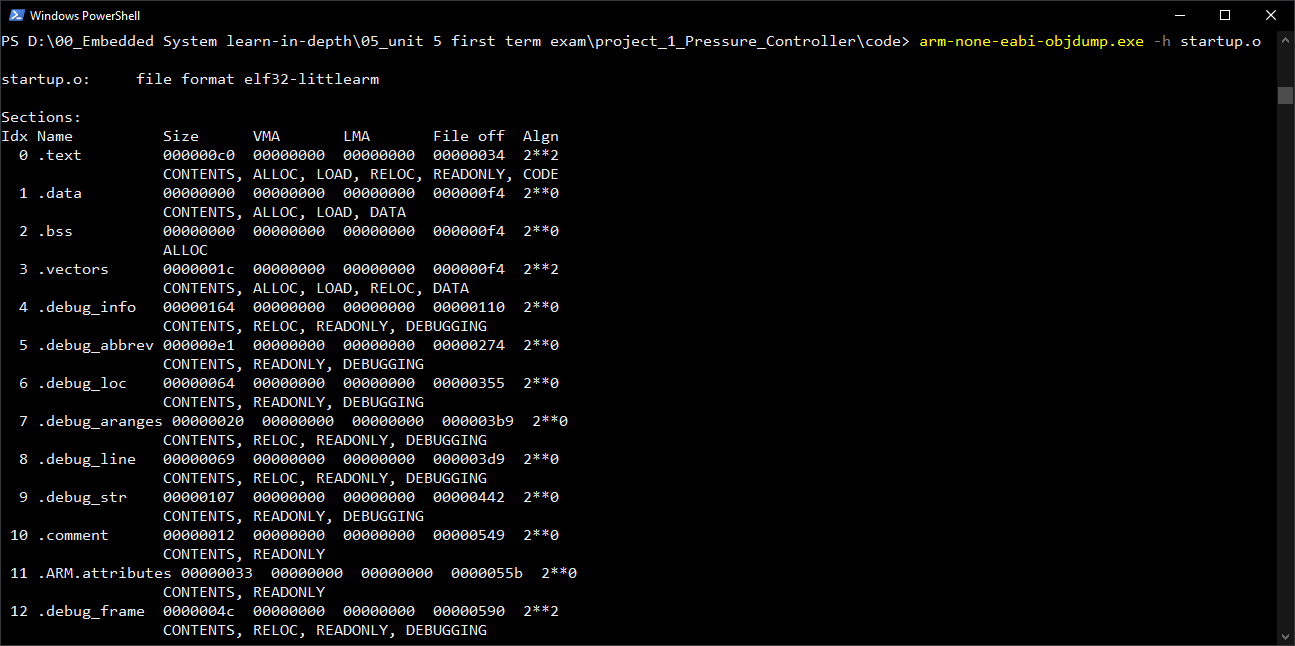 Windows PowerShell
PS D:\00_Embedded System learn-in-depth\05_unit 5 first term exam\project_1_Pressure_Controller\code> arm-none-eabi-objdump.exe -h startup.o

startup.o:     file format elf32-littlearm

Sections:
Idx Name          Size      VMA       LMA       File off  Algn
  0 .text         000000c0  00000000  00000000  00000034  2**2
                  CONTENTS, ALLOC, LOAD, RELOC, READONLY, CODE
  1 .data         00000000  00000000  00000000  000000f4  2**0
                  CONTENTS, ALLOC, LOAD, DATA
  2 .bss          00000000  00000000  00000000  000000f4  2**0
                  ALLOC
  3 .vectors      0000001c  00000000  00000000  000000f4  2**2
                  CONTENTS, ALLOC, LOAD, RELOC, DATA
  4 .debug_info   00000164  00000000  00000000  00000110  2**0
                  CONTENTS, RELOC, READONLY, DEBUGGING
  5 .debug_abbrev 000000e1  00000000  00000000  00000274  2**0
                  CONTENTS, READONLY, DEBUGGING
  6 .debug_loc    00000064  00000000  00000000  00000355  2**0
                  CONTENTS, READONLY, DEBUGGING
  7 .debug_aranges 00000020  00000000  00000000  000003b9  2**0
                  CONTENTS, RELOC, READONLY, DEBUGGING
  8 .debug_line   00000069  00000000  00000000  000003d9  2**0
                  CONTENTS, RELOC, READONLY, DEBUGGING
  9 .debug_str    00000107  00000000  00000000  00000442  2**0
                  CONTENTS, READONLY, DEBUGGING
 10 .comment      00000012  00000000  00000000  00000549  2**0
                  CONTENTS, READONLY
 11 .ARM.attributes 00000033  00000000  00000000  0000055b  2**0
                  CONTENTS, READONLY
 12 .debug_frame  0000004c  00000000  00000000  00000590  2**2
                  CONTENTS, RELOC, READONLY, DEBUGGING